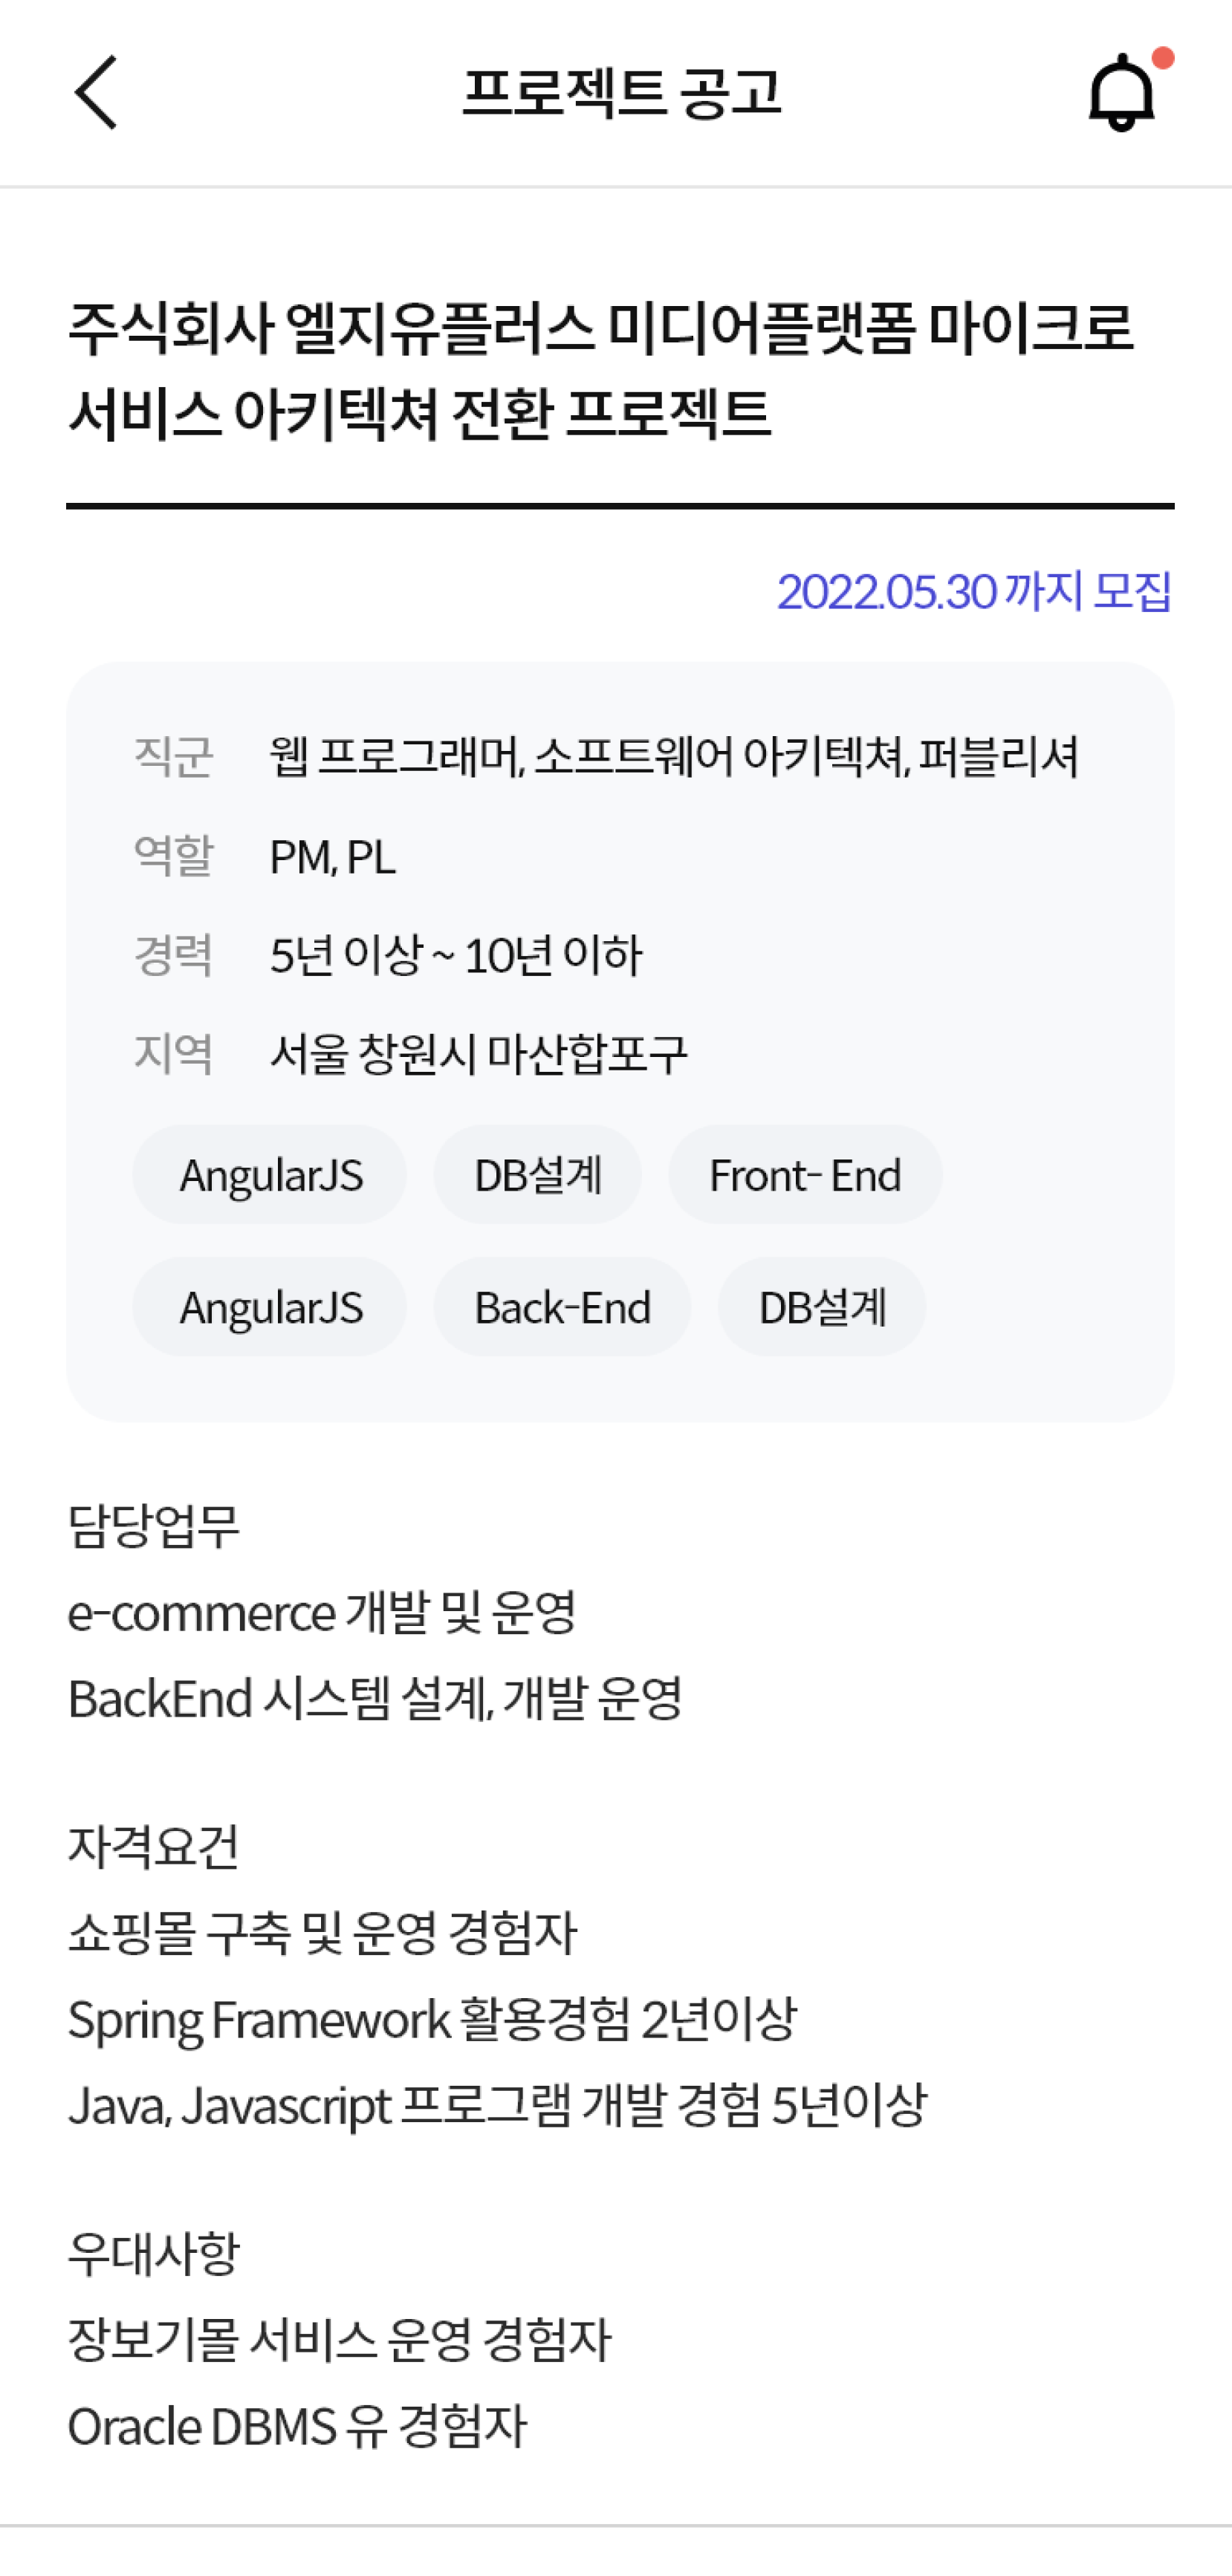 프로젝트 공고
주식회사 엘지유플러스 미디어플랫폼 마이크로
서비스 아키텍쳐 전환 프로젝트
2022.05.30 까지 모집
직군 웹 프로그래머, 소프트웨어 아키텍쳐, 퍼블리셔
역할 PM, PL
경력 5년 이상 ~ 10년 이하
지역 서울 창원시 마산합포구
AngularJS DB설계 Front- End
AngularJS Back-End DB설계
담당업무
e-commerce 개발 및 운영
BackEnd 시스템 설계, 개발 운영
자격요건
쇼핑몰 구축 및 운영 경험자
Spring Framework 활용경험 2년이상
Java, Javascript 프로그램 개발 경험 5년이상
우대사항
장보기몰 서비스 운영 경험자
Oracle DBMS 유 경험자